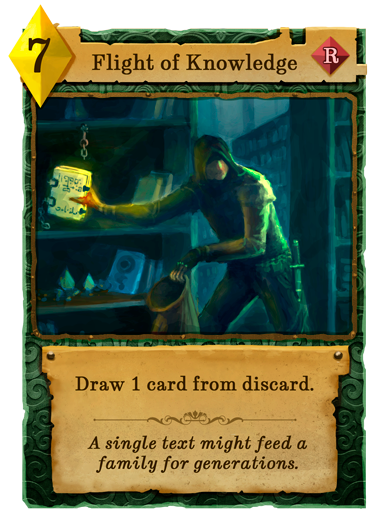 7
Flight of Knowledge
R
Draw 1 card from discard.
A single text might feed a
family for generations.